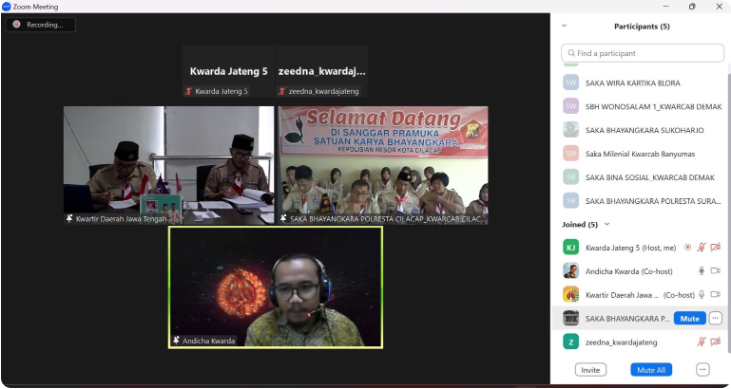 Zoom Meeting
Recording...
Kwarda Jateng 5
zeedna_kwardaj...
Kwarda Jateng 5
zeedna_kwardajateng
Selamat Datang
DI SANGGAR PRAMUKA
SATUAN KARYA BHAYANGKARA
KEPOLISIAN RESOR KOTA CILACAP
Kwartir Daerah Jawa Tengah
SAKA BHAYANGKARA POLRESTA CILACAP_KWARCAB CILAC...
Andicha Kwarda
Participants (5)
Find a participant
SW SAKA WIRA KARTIKA BLORA
SW SBH WONOSALAM 1_KWARCAB DEMAK
SAKA BHAYANGKARA SUKOHARJO
SM Saka Milenial Kwarcab Banyumas
SAKA BINA SOSIAL_KWARCAB DEMAK
SAKA BHAYANGKARA POLRESTA SURA...
Joined (5)
KJ Kwarda Jateng 5 (Host, me)
Andicha Kwarda (Co-host)
Kwartir Daerah Jawa ... (Co-host)
SAKA BHAYANGKARA P... Mute ...
Z zeedna_kwardajateng
Invite
Mute All
...